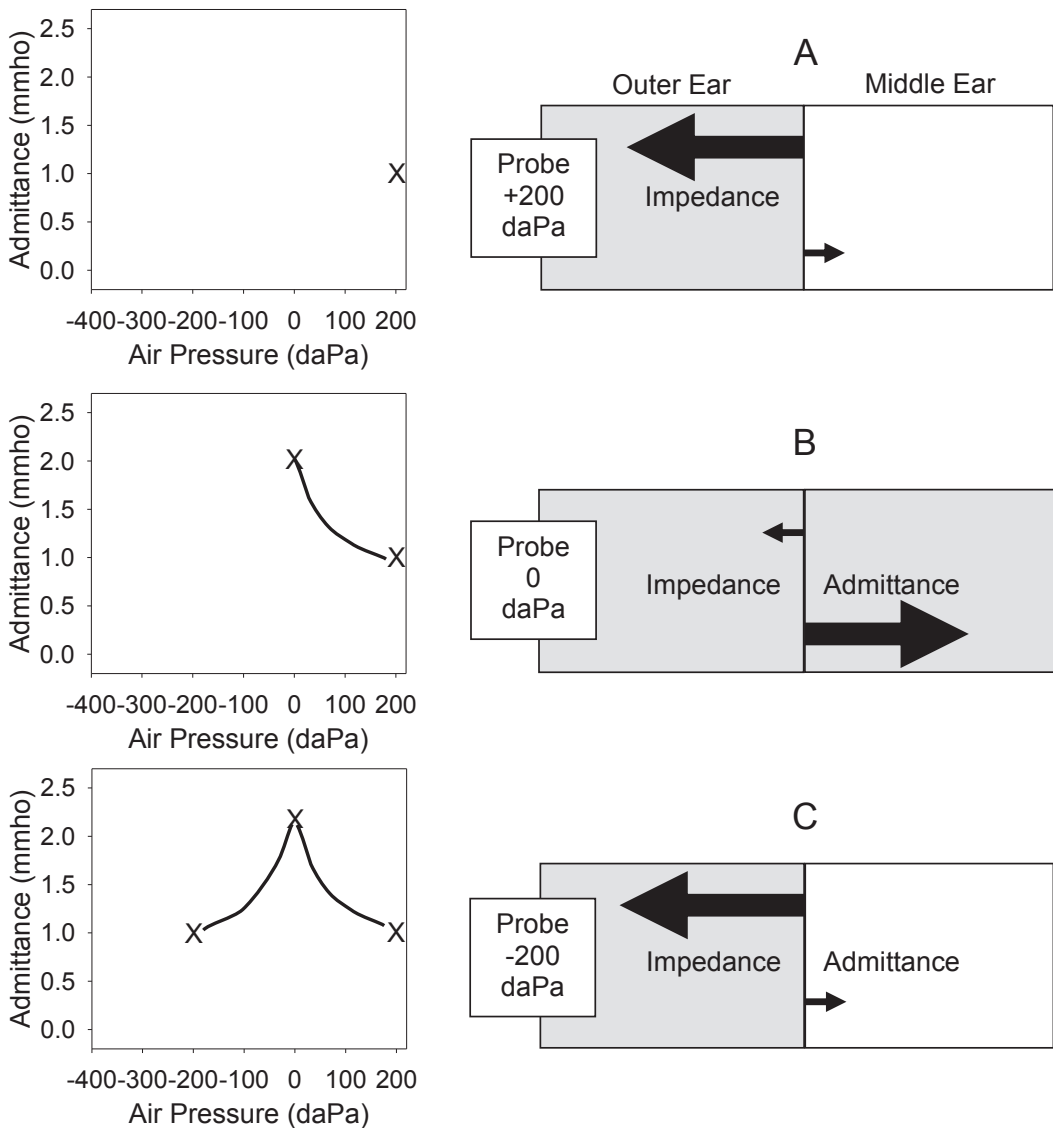 Admittance (mmho)
2.5
2.0
1.5
1.0
0.5
0.0
X
-400-300-200-100 0 100 200
Air Pressure (daPa)
A
Outer Ear Middle Ear
Probe
+200
daPa
Impedance
Admittance (mmho)
2.5
2.0
1.5
1.0
0.5
0.0
X
X
-400-300-200-100 0 100 200
Air Pressure (daPa)
B
Probe
0
daPa
Impedance Admittance
Admittance (mmho)
2.5
2.0
1.5
1.0
0.5
0.0
X
X X
-400-300-200-100 0 100 200
Air Pressure (daPa)
C
Probe
-200
daPa
Impedance Admittance